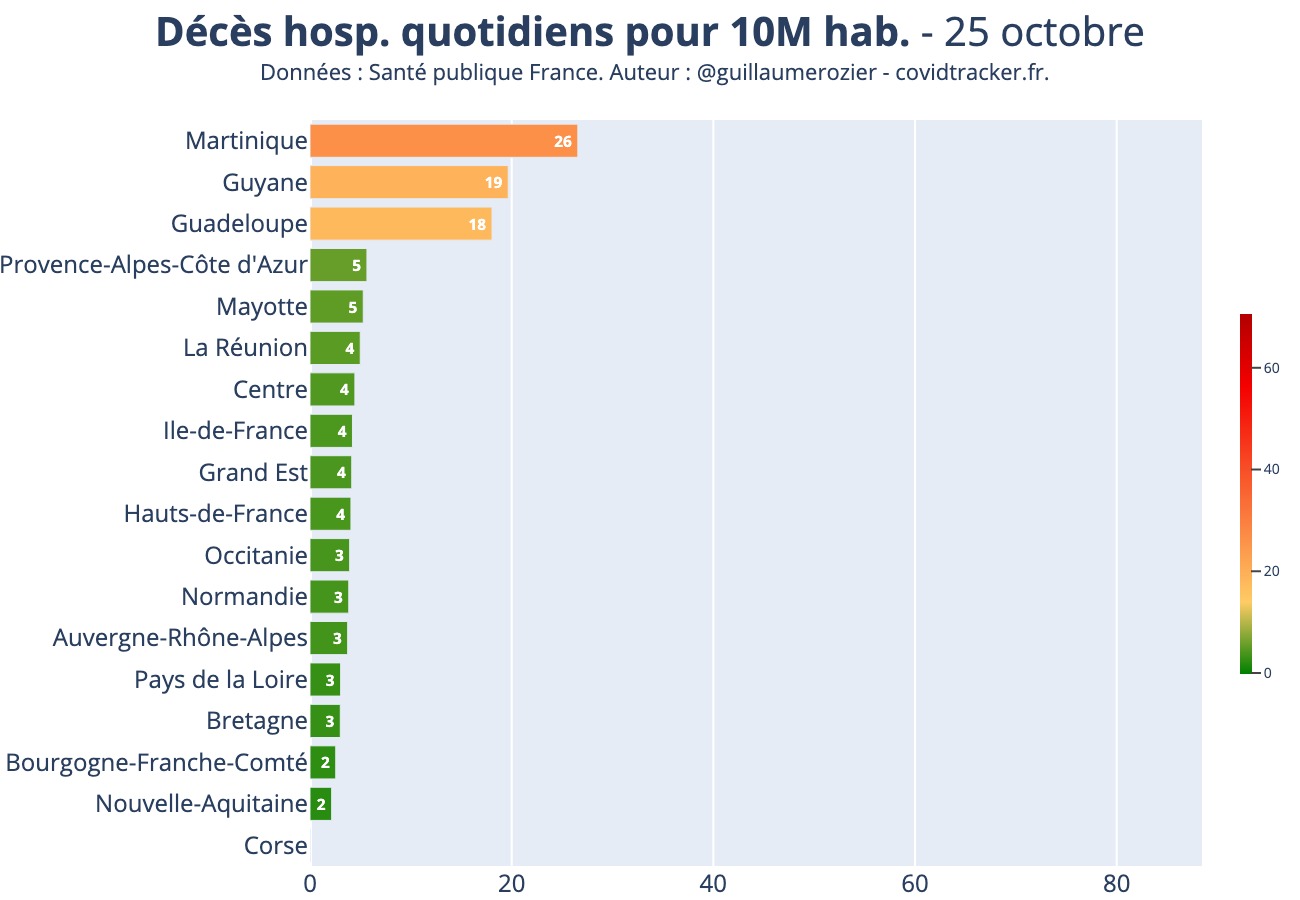 Décès hosp. quotidiens pour 10M hab. - 25 octobre
Données : Santé publique France. Auteur : @guillaumerozier - covidtracker.fr.
Martinique 26
Guyane 19
Guadeloupe 18
Provence-Alpes-Côte d'Azur 5
Mayotte 5
La Réunion 4
Centre 4
Ile-de-France 4
Grand Est 4
Hauts-de-France 4
Occitanie 3
Normandie 3
Auvergne-Rhône-Alpes 3
Pays de la Loire 3
Bretagne 3
Bourgogne-Franche-Comté 2
Nouvelle-Aquitaine 2
Corse
0 20 40 60 80
60
40
20
0